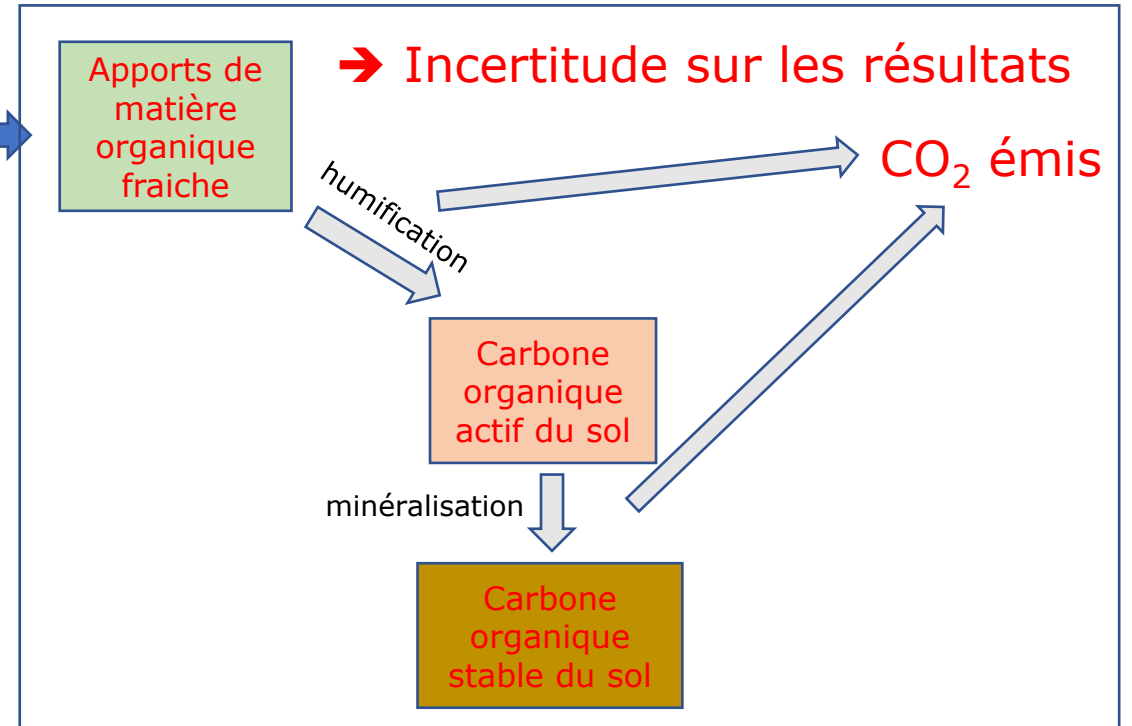 Apports de
matière
organique
fraiche
➔ Incertitude sur les résultats
CO₂ émis
humification
Carbone
organique
actif du sol
minéralisation
Carbone
organique
stable du sol